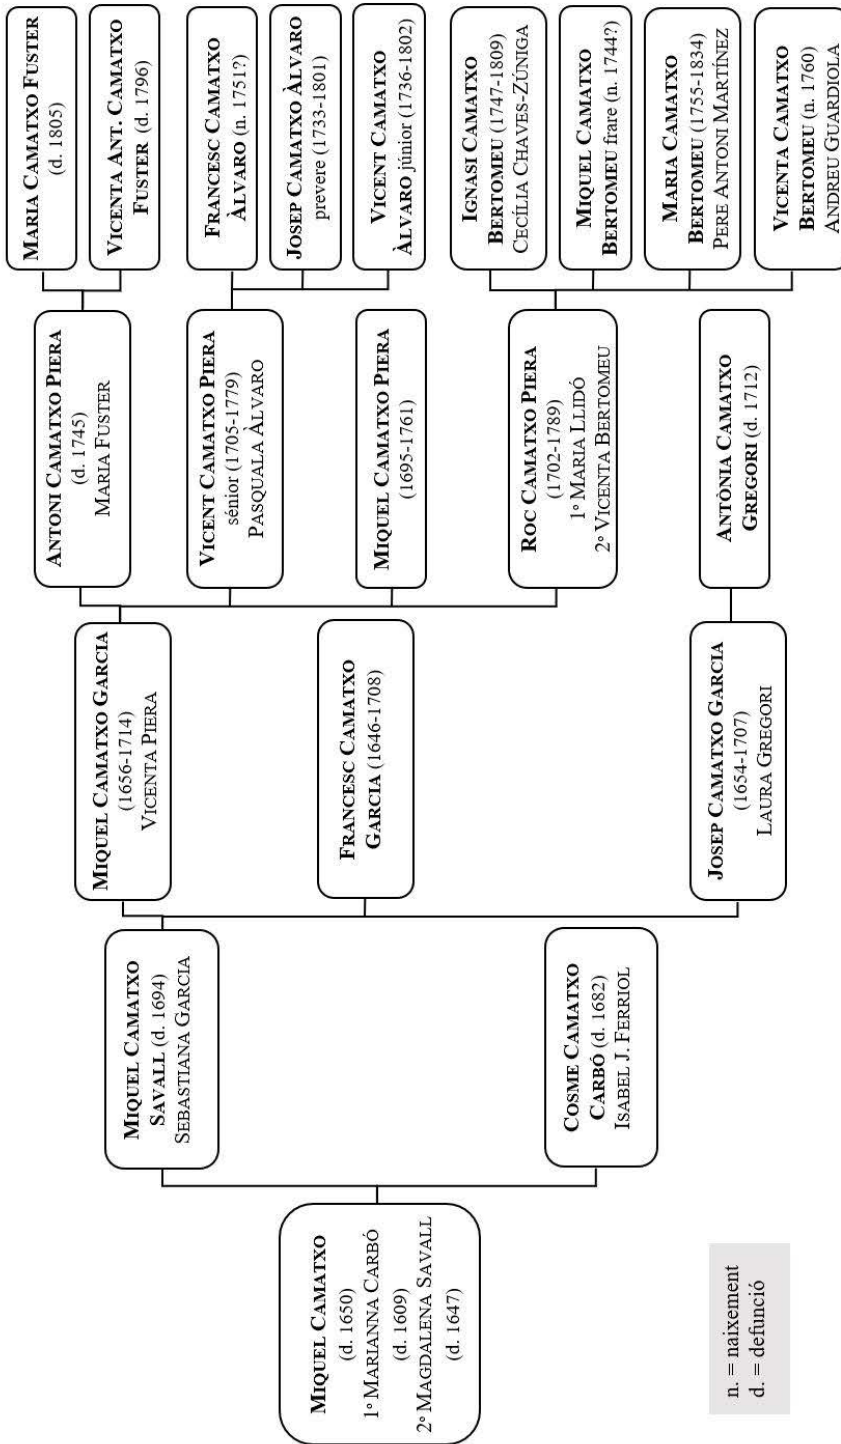 MIQUEL CAMATXO
(d. 1650)
1º MARIANNA CARBÓ
(d. 1609)
2º MAGDALENA SAVALL
(d. 1647)
MIQUEL CAMATXO
SAVALL (d. 1694)
SEBASTIANA GARCIA
COSME CAMATXO
CARBÓ (d. 1682)
ISABEL J. FERRIOL
MIQUEL CAMATXO GARCIA
(1656-1714)
VICENTA PIERA
FRANCESC CAMATXO
GARCIA (1646-1708)
JOSEP CAMATXO GARCIA
(1654-1707)
LAURA GREGORI
ANTONI CAMATXO PIERA
(d. 1745)
MARIA FUSTER
VICENT CAMATXO PIERA
sénior (1705-1779)
PASQUALA ÀLVARO
MIQUEL CAMATXO PIERA
(1695-1761)
ROC CAMATXO PIERA
(1702-1789)
1º MARIA LLIDÓ
2º VICENTA BERTOMEU
ANTÒNIA CAMATXO
GREGORI (d. 1712)
MARIA CAMATXO FUSTER
(d. 1805)
VICENTA ANT. CAMATXO
FUSTER (d. 1796)
FRANCESC CAMATXO
ÀLVARO (n. 1751?)
JOSEP CAMATXO ÀLVARO
prevere (1733-1801)
VICENT CAMATXO
ÀLVARO júnior (1736-1802)
IGNASI CAMATXO
BERTOMEU (1747-1809)
CECÍLIA CHAVES-ZÚNIGA
MIQUEL CAMATXO
BERTOMEU frare (n. 1744?)
MARIA CAMATXO
BERTOMEU (1755-1834)
PERE ANTONI MARTÍNEZ
VICENTA CAMATXO
BERTOMEU (n. 1760)
ANDREU GUARDIOLA
n. = naixement
d. = defunció